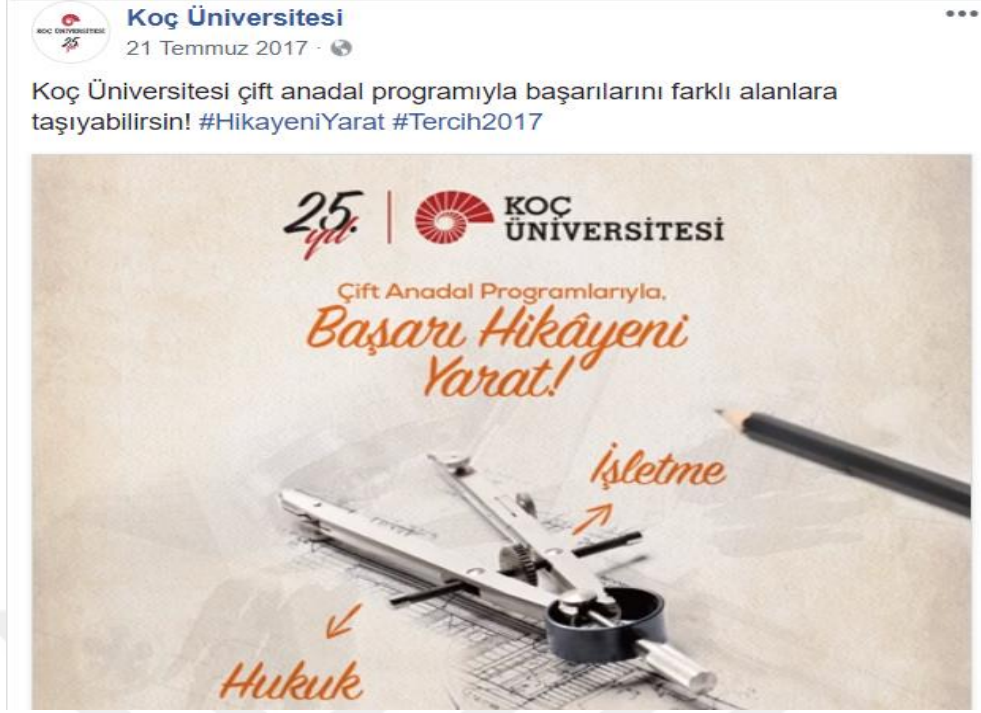 Koç Üniversitesi
21 Temmuz 2017 ·
Koç Üniversitesi çift anadal programıyla başarılarını farklı alanlara
taşıyabilirsin! #HikayeniYarat #Tercih2017
25.
yıl
KOÇ
ÜNİVERSİTESİ
Çift Anadal Programlarıyla,
Başarı Hikâyeni
Yarat!
İşletme
Hukuk